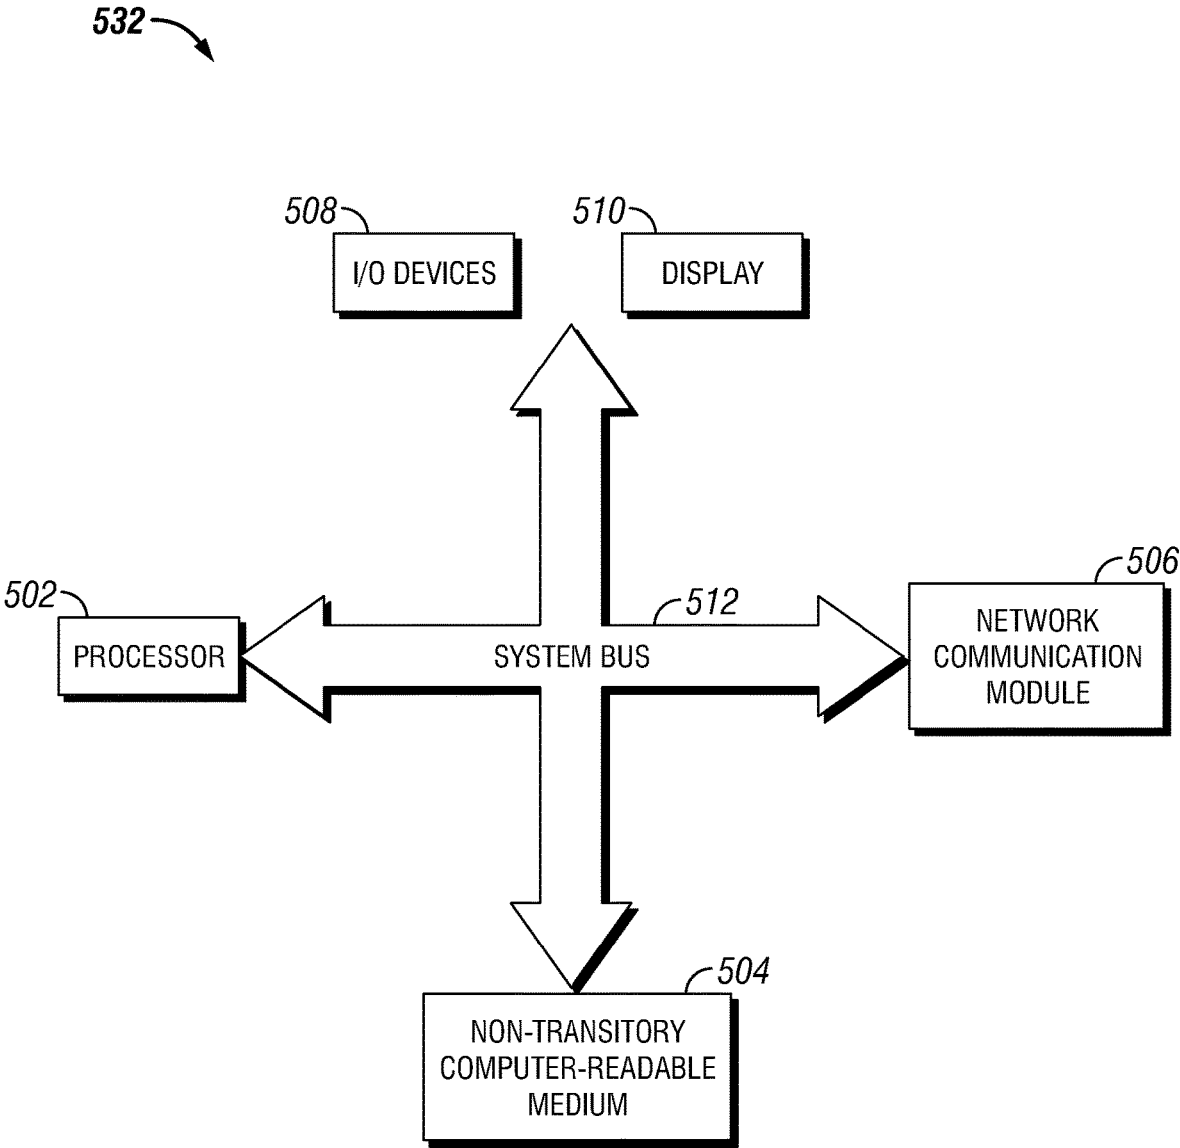 532
508
510
I/O DEVICES
DISPLAY
506
502
512
NETWORK
COMMUNICATION
MODULE
PROCESSOR
SYSTEM BUS
504
NON-TRANSITORY
COMPUTER-READABLE
MEDIUM